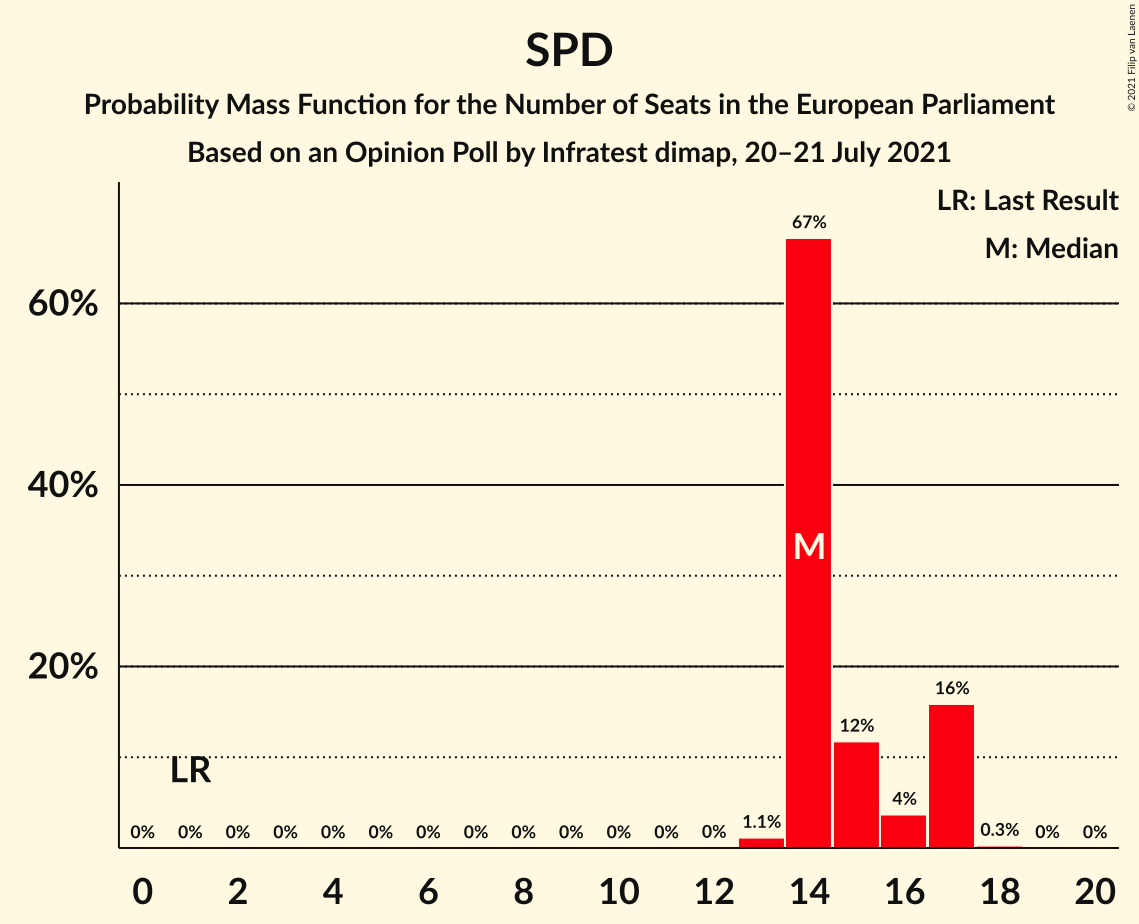 SPD
Probability Mass Function for the Number of Seats in the European Parliament
Based on an Opinion Poll by Infratest dimap, 20–21 July 2021
© 2021 Filip van Laenen
LR: Last Result
M: Median
67%
60%
40%
M
20%
16%
12%
LR
4%
1.1%
0% 0% 0% 0% 0% 0% 0% 0% 0% 0% 0% 0% 0% 0.3% 0% 0%
0 2 4 6 8 10 12 14 16 18 20